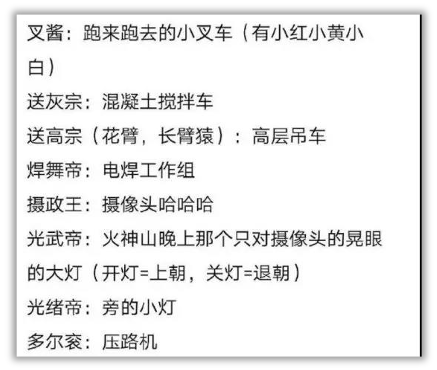 叉酱：跑来跑去的小叉车（有小红小黄小
白）
送灰宗：混凝土搅拌车
送高宗（花臂，长臂猿）：高层吊车
焊舞帝：电焊工作组
摄政王：摄像头哈哈哈
光武帝：火神山晚上那个只对摄像头的晃眼
的大灯（开灯=上朝，关灯=退朝）
光绪帝：旁的小灯
多尔衮：压路机